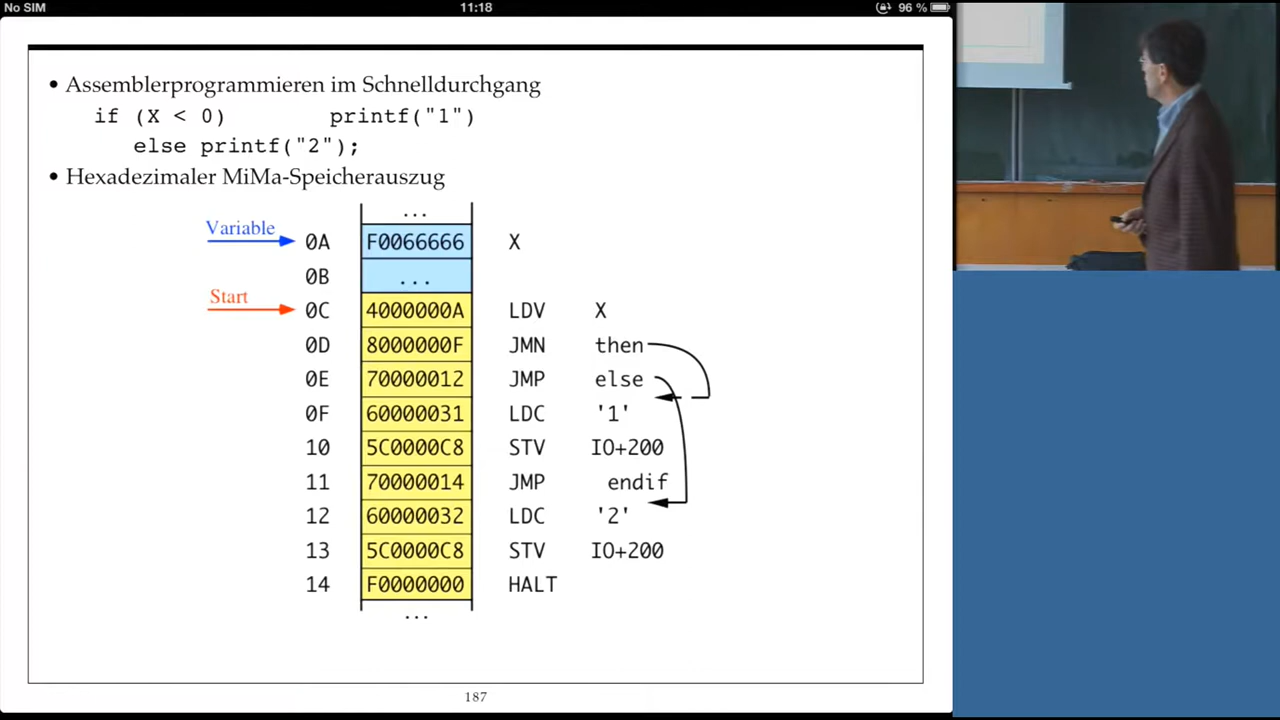 No SIM 11:18 96 %
• Assemblerprogrammieren im Schnelldurchgang
if (X < 0) printf("1")
else printf("2");
• Hexadezimaler MiMa-Speicherauszug
...
Variable 0A F0066666 X
0B ...
Start 0C 4000000A LDV X
0D 8000000F JMN then
0E 70000012 JMP else
0F 60000031 LDC '1'
10 5C0000C8 STV IO+200
11 70000014 JMP endif
12 60000032 LDC '2'
13 5C0000C8 STV IO+200
14 F0000000 HALT
...
187